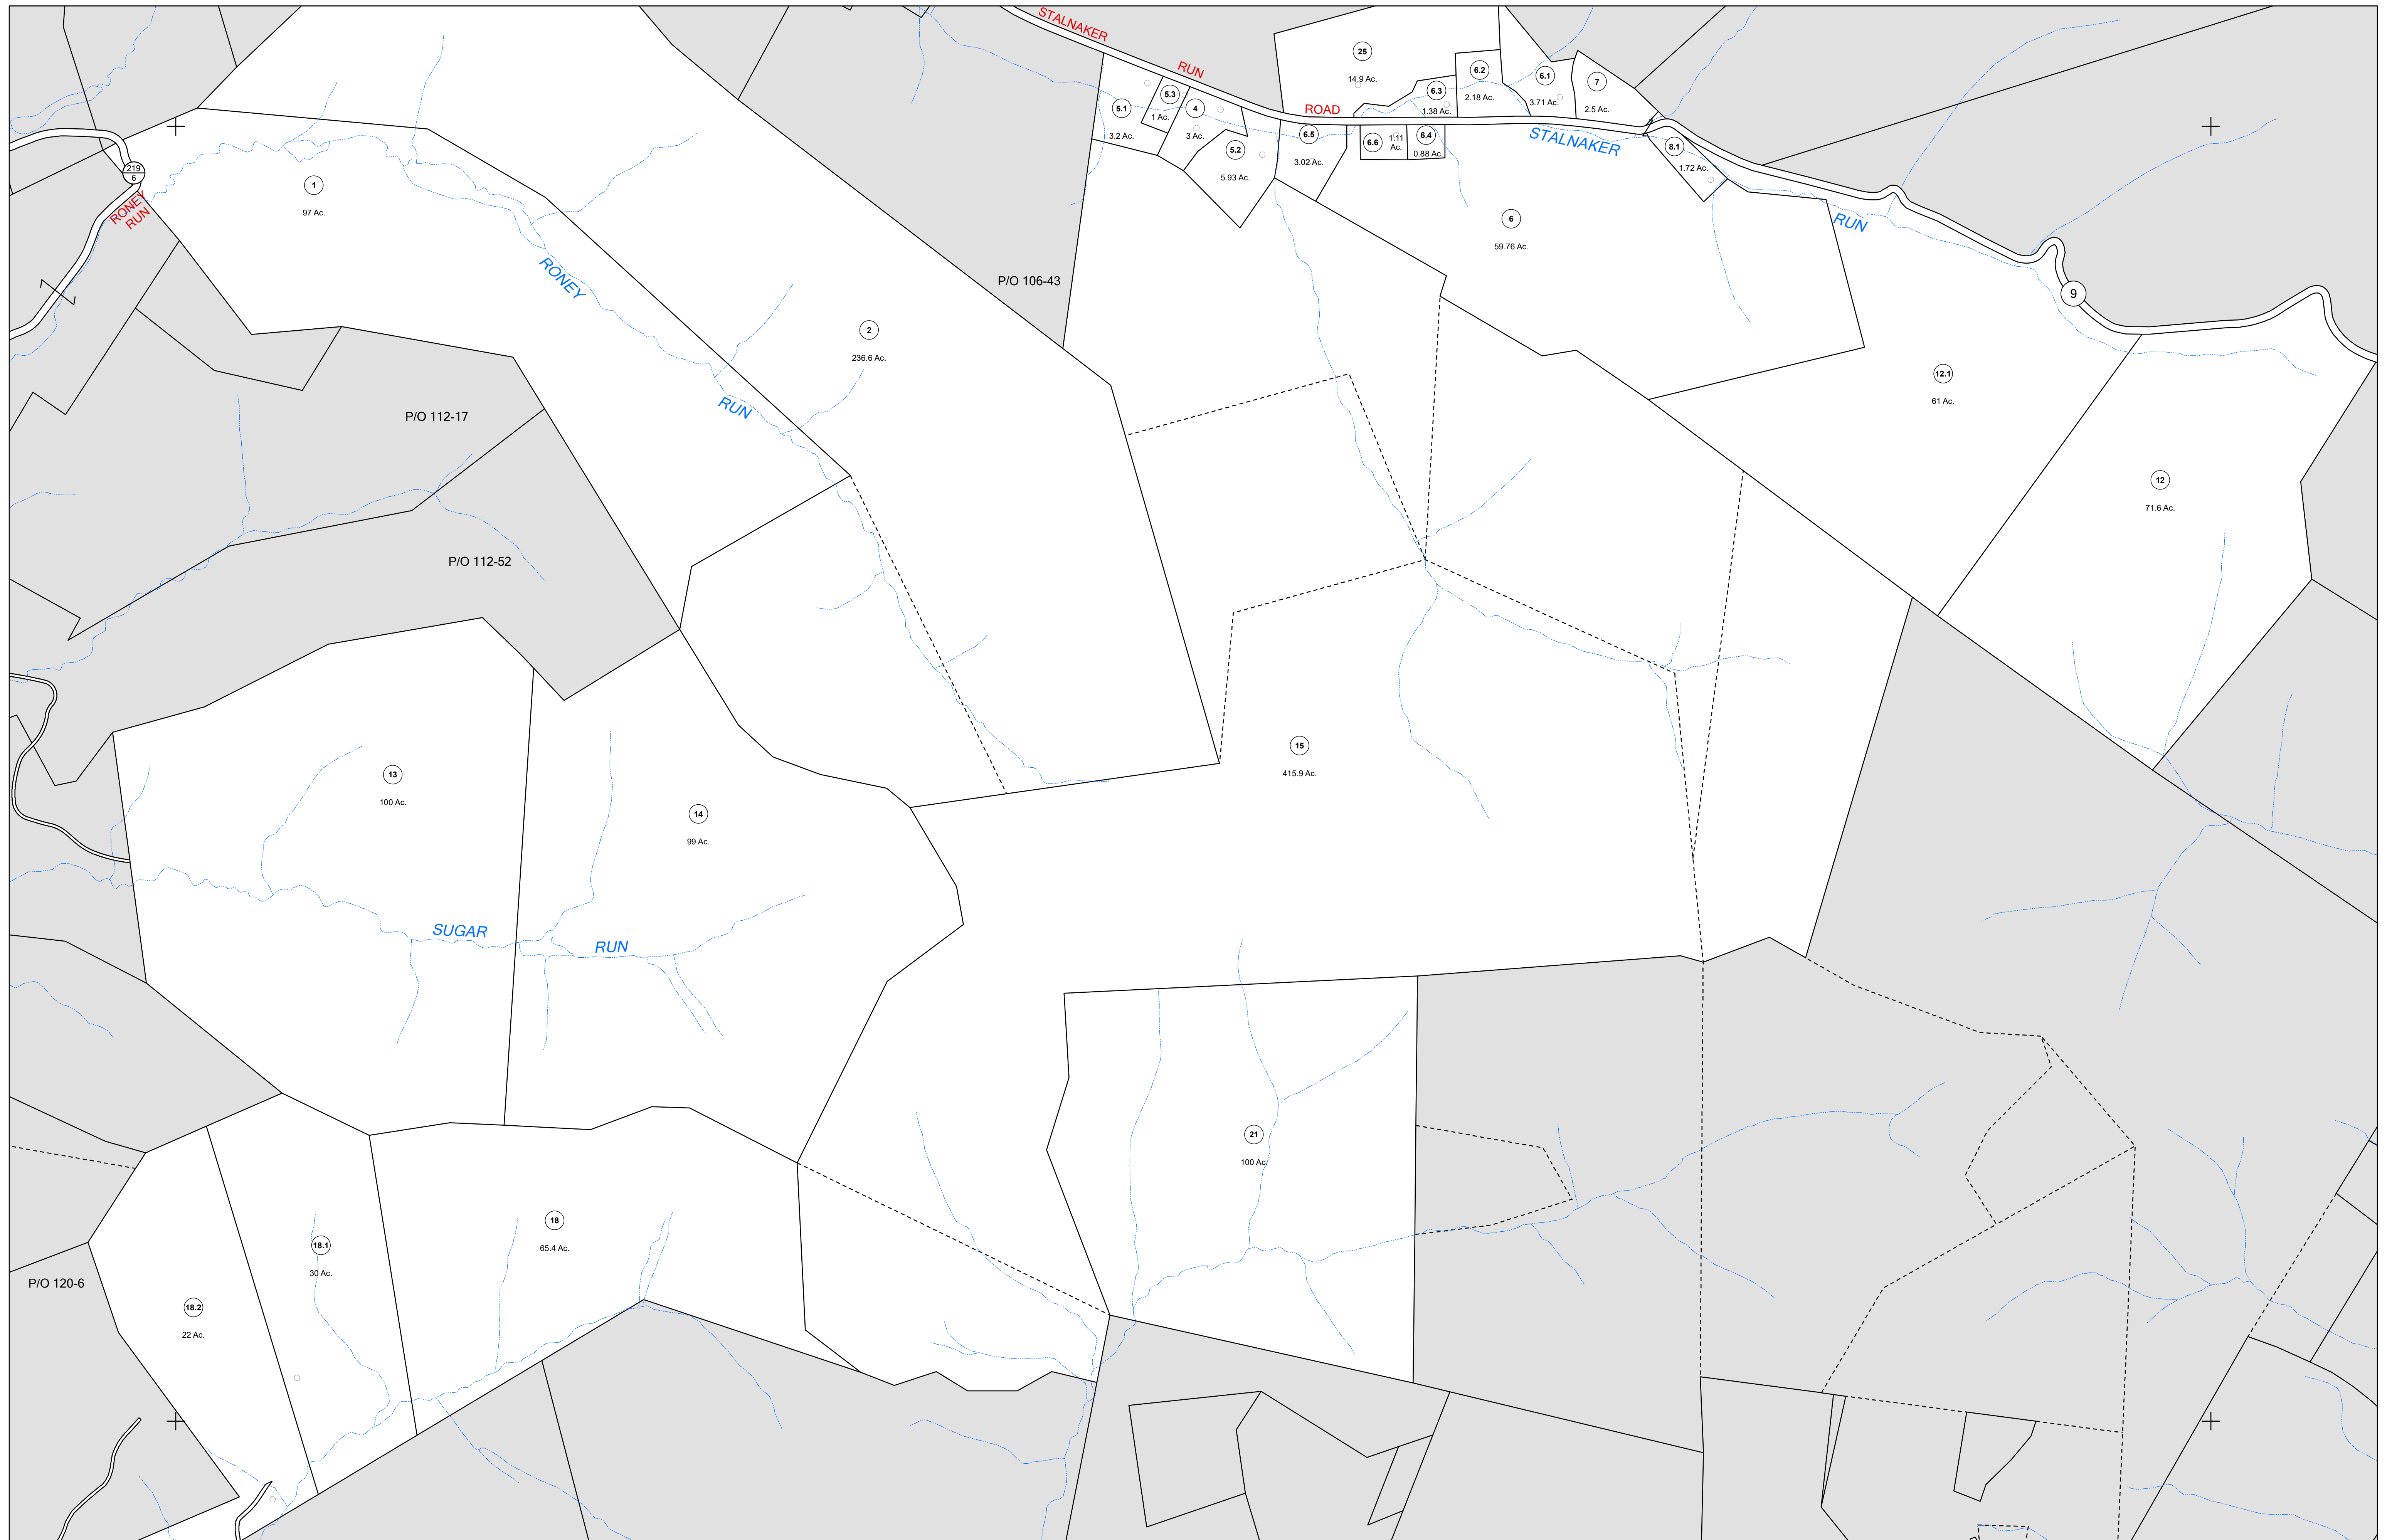 STALNAKER
RUN
ROAD
25
14.9 Ac.
6.2
2.18 Ac.
6.1
3.71 Ac.
7
2.5 Ac.
6.3
1.38 Ac.
5.1
3.2 Ac.
5.3
1 Ac.
4
3 Ac.
5.2
5.93 Ac.
6.5
3.02 Ac.
6.6
1.11
Ac.
6.4
0.88 Ac.
STALNAKER
RUN
8.1
1.72 Ac.
219
6
RONEY
RUN
1
97 Ac.
6
59.76 Ac.
RONEY
RUN
P/O 106-43
9
2
236.6 Ac.
12.1
61 Ac.
P/O 112-17
12
71.6 Ac.
P/O 112-52
15
415.9 Ac.
13
100 Ac.
14
99 Ac.
SUGAR
RUN
21
100 Ac.
18
65.4 Ac.
18.1
30 Ac.
P/O 120-6
18.2
22 Ac.